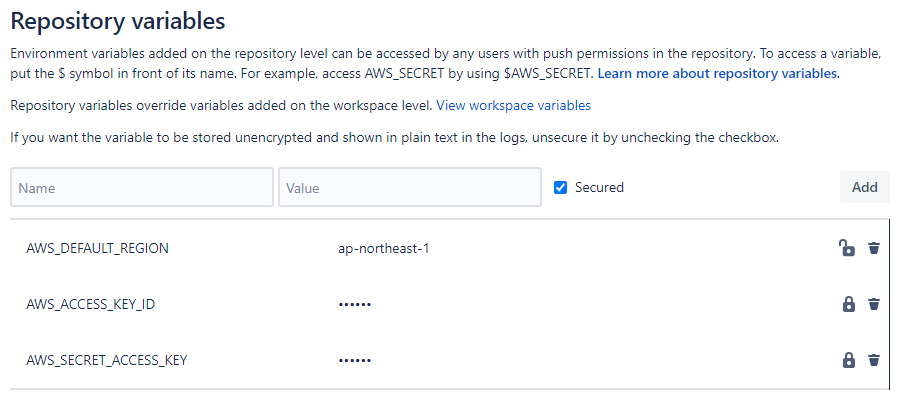 Repository variables
Environment variables added on the repository level can be accessed by any users with push permissions in the repository. To access a variable,
put the $ symbol in front of its name. For example, access AWS_SECRET by using $AWS_SECRET. Learn more about repository variables.
Repository variables override variables added on the workspace level. View workspace variables
If you want the variable to be stored unencrypted and shown in plain text in the logs, unsecure it by unchecking the checkbox.
Name Value Secured Add
AWS_DEFAULT_REGION ap-northeast-1
AWS_ACCESS_KEY_ID ••••••
AWS_SECRET_ACCESS_KEY ••••••